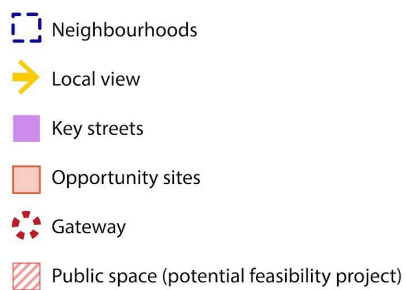 Neighbourhoods
Local view
Key streets
Opportunity sites
Gateway
Public space (potential feasibility project)